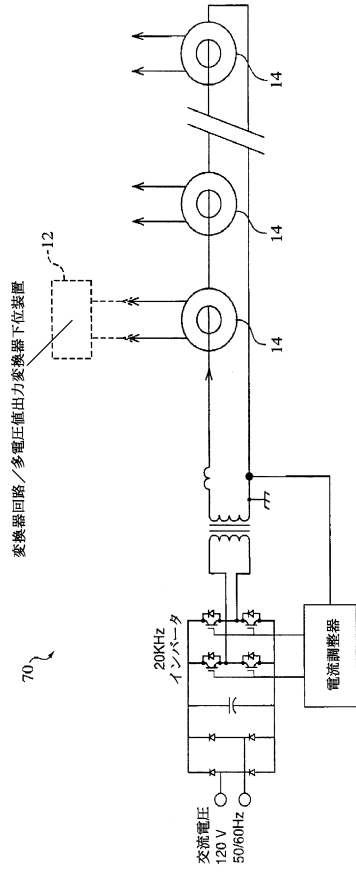 変換器回路／多電圧値出力変換器下位装置
12
70
14
14
14
20KHz
インバータ
交流電圧
120 V
50/60Hz
電流調整器